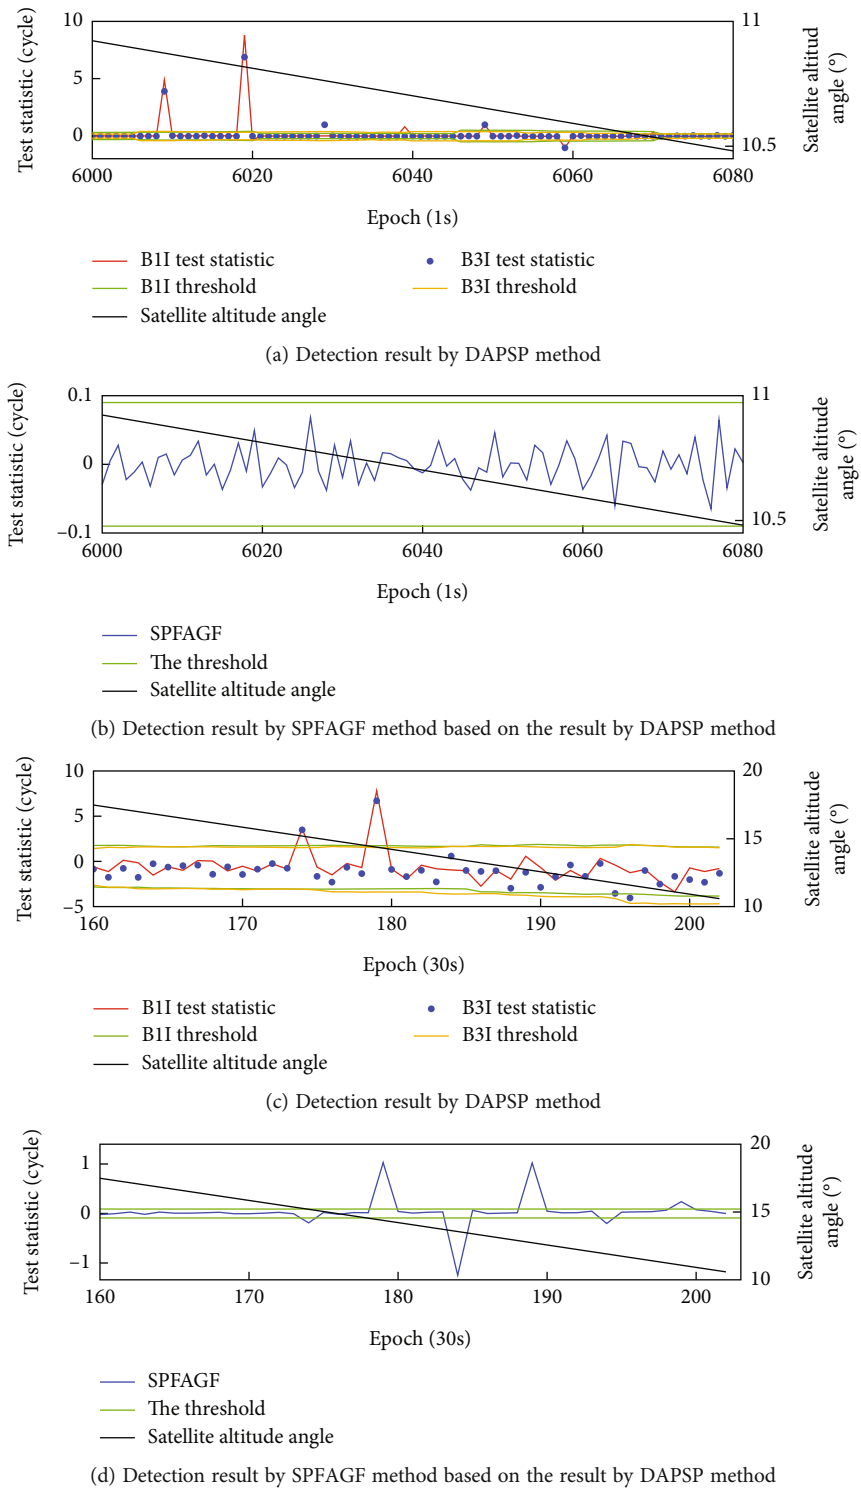 10
5
0
Test statistic (cycle)
11
10.5
Satellite altitud
angle (°)
6000
6020
6040
6060
6080
Epoch (1s)
B1I test statistic
B3I test statistic
B1I threshold
B3I threshold
Satellite altitude angle
(a) Detection result by DAPSP method
0.1
0
−0.1
Test statistic (cycle)
11
10.5
Satellite altitude
angle (°)
6000
6020
6040
6060
6080
Epoch (1s)
SPFAGF
The threshold
Satellite altitude angle
(b) Detection result by SPFAGF method based on the result by DAPSP method
10
5
0
−5
Test statistic (cycle)
20
15
10
Satellite altitude
angle (°)
160
170
180
190
200
Epoch (30s)
B1I test statistic
B3I test statistic
B1I threshold
B3I threshold
Satellite altitude angle
(c) Detection result by DAPSP method
1
0
−1
Test statistic (cycle)
20
15
10
Satellite altitude
angle (°)
160
170
180
190
200
Epoch (30s)
SPFAGF
The threshold
Satellite altitude angle
(d) Detection result by SPFAGF method based on the result by DAPSP method